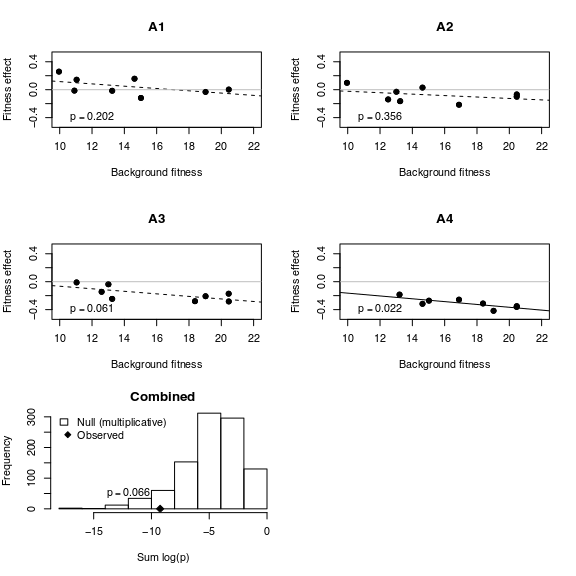 A1
Fitness effect
0.4
0.0
−0.4
p = 0.202
10 12 14 16 18 20 22
Background fitness
A2
Fitness effect
0.4
0.0
−0.4
p = 0.356
10 12 14 16 18 20 22
Background fitness
A3
Fitness effect
0.4
0.0
−0.4
p = 0.061
10 12 14 16 18 20 22
Background fitness
A4
Fitness effect
0.4
0.0
−0.4
p = 0.022
10 12 14 16 18 20 22
Background fitness
Combined
Frequency
300
200
100
0
Null (multiplicative)
Observed
p = 0.066
−15 −10 −5 0
Sum log(p)